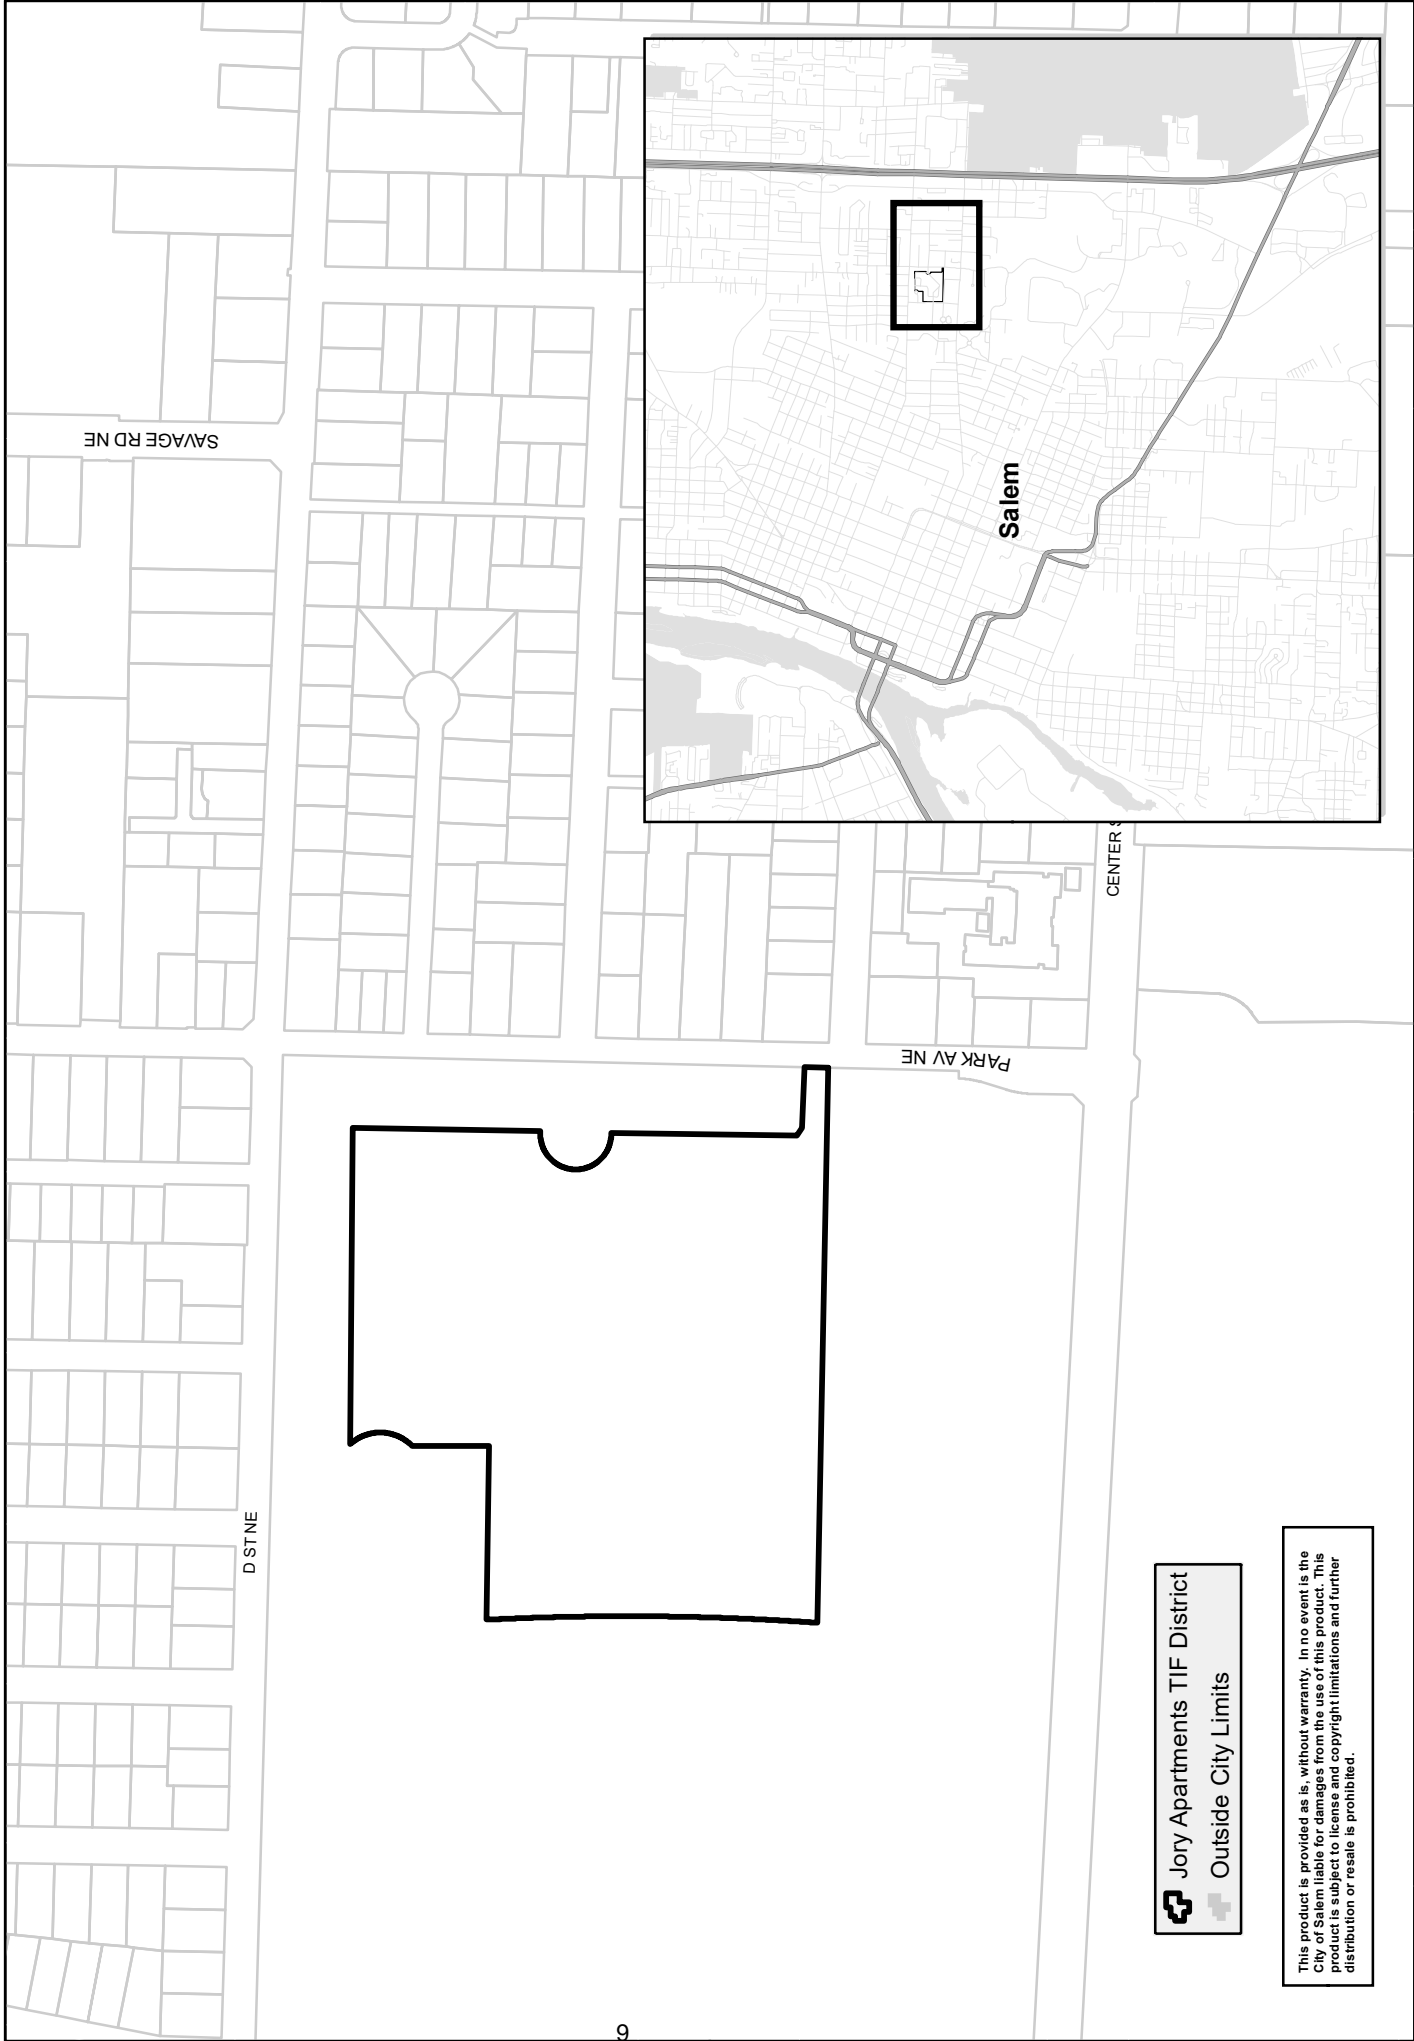 SAVAGE RD NE
Salem
CENTER S
PARK AV NE
D ST NE
Jory Apartments TIF District
Outside City Limits
This product is provided as is, without warranty. In no event is the
City of Salem liable for damages from the use of this product. This
product is subject to license and copyright limitations and further
distribution or resale is prohibited.
9